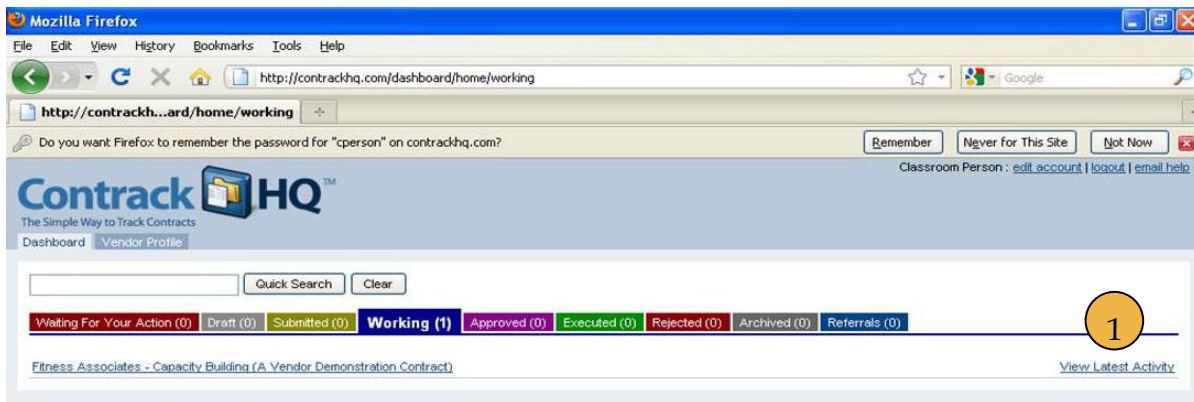 Mozilla Firefox
File Edit View History Bookmarks Tools Help
http://contrackhq.com/dashboard/home/working
Google
http://contrackh...ard/home/working
Do you want Firefox to remember the password for "cperson" on contrackhq.com? Remember Never for This Site Not Now
Classroom Person : edit account | logout | email help
Contrack HQ™
The Simple Way to Track Contracts
Dashboard Vendor Profile
Quick Search Clear
Waiting For Your Action (0) Draft (0) Submitted (0) Working (1) Approved (0) Executed (0) Rejected (0) Archived (0) Referrals (0)
1
Fitness Associates - Capacity Building (A Vendor Demonstration Contract) View Latest Activity